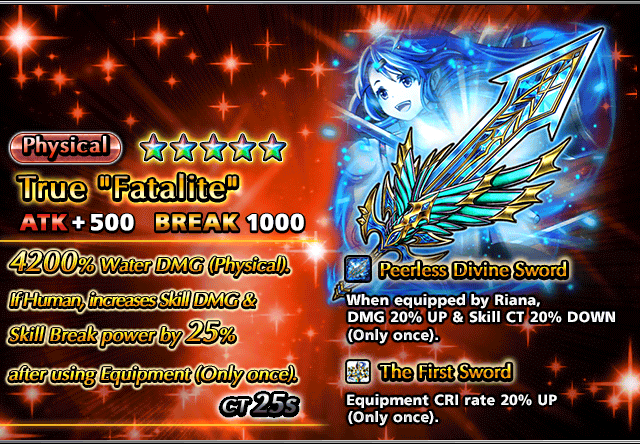 Physical
True "Fatalite"
ATK+500 BREAK 1000
4200% Water DMG (Physical).
If Human, increases Skill DMG &
Skill Break power by 25%
after using Equipment (Only once).
CT 25s
Peerless Divine Sword
When equipped by Riana,
DMG 20% UP & Skill CT 20% DOWN
(Only once).
The First Sword
Equipment CRI rate 20% UP
(Only once).